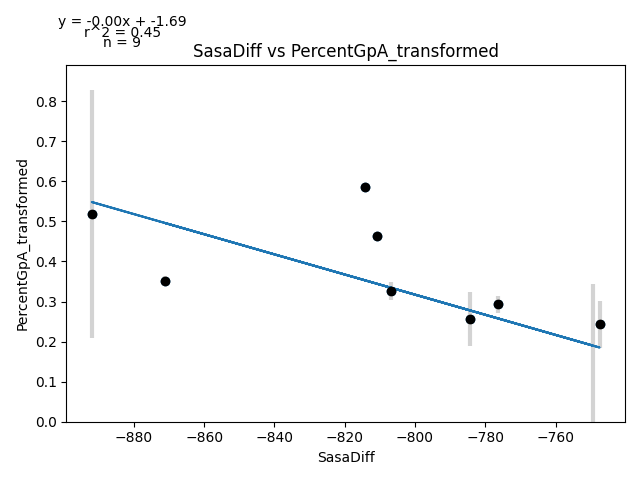 y = -0.00x + -1.69
r^2 = 0.45
n = 9
SasaDiff vs PercentGpA_transformed
PercentGpA_transformed
0.8
0.7
0.6
0.5
0.4
0.3
0.2
0.1
0.0
−880 −860 −840 −820 −800 −780 −760
SasaDiff